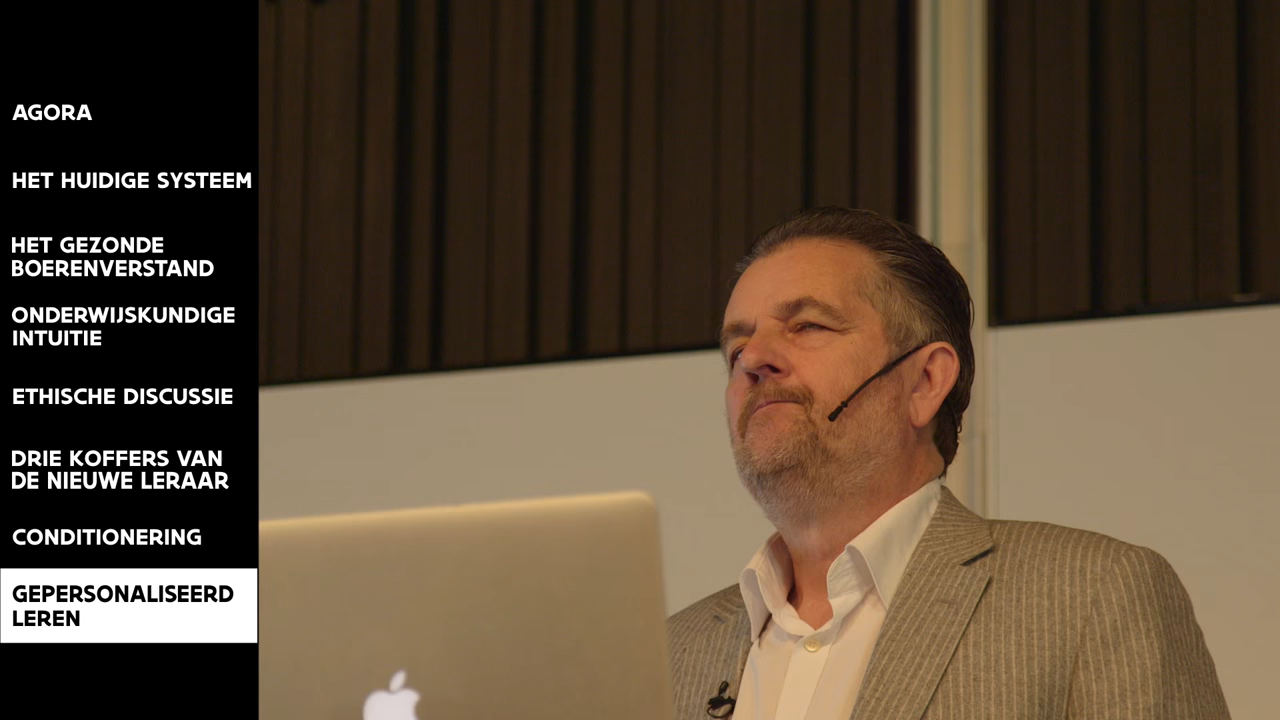 AGORA
HET HUIDIGE SYSTEEM
HET GEZONDE
BOERENVERSTAND
ONDERWIJSKUNDIGE
INTUITIE
ETHISCHE DISCUSSIE
DRIE KOFFERS VAN
DE NIEUWE LERAAR
CONDITIONERING
GEPERSONALISEERD
LEREN